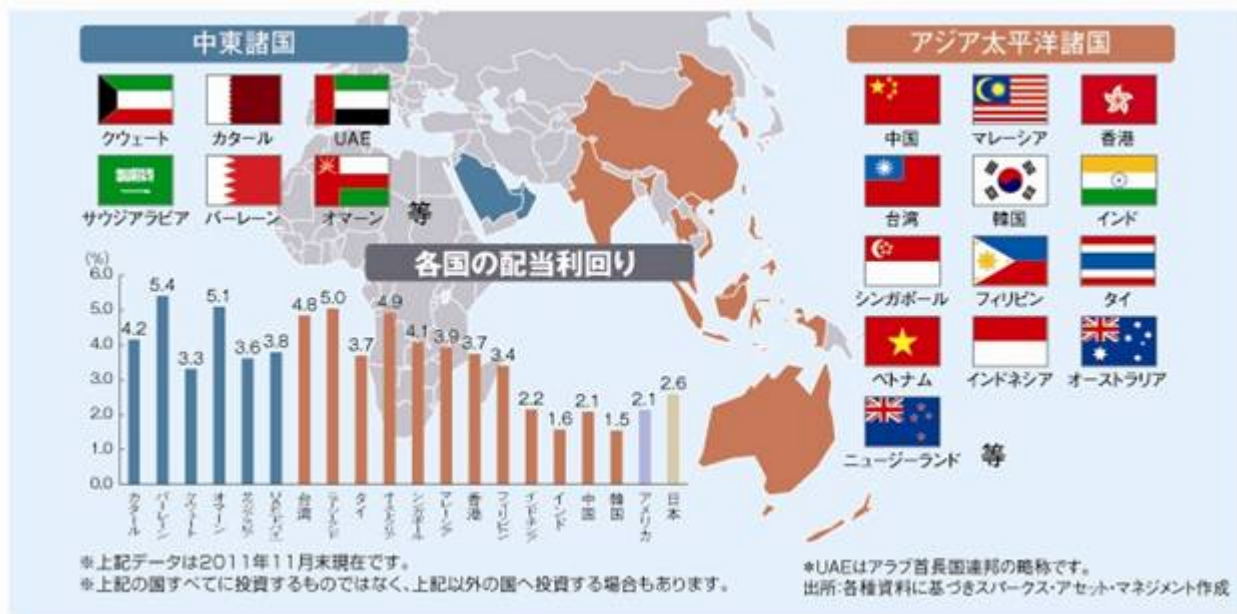 中東諸国
クウェート カタール UAE
サウジアラビア バーレーン オマーン 等
アジア太平洋諸国
中国 マレーシア 香港
台湾 韓国 インド
シンガポール フィリピン タイ
ベトナム インドネシア オーストラリア
ニュージーランド 等
各国の配当利回り
(%)
6.0
5.0
4.0
3.0
2.0
1.0
0.0
4.2 5.4 3.3 5.1 3.6 3.8 4.8 5.0 3.7 4.9 4.1 3.9 3.7 3.4 2.2 1.6 2.1 1.5 2.1 2.6
カタール
バーレーン
クウェート
オマーン
台湾
タイ
シンガポール
マレーシア
香港
フィリピン
インドネシア
インド
中国
韓国
アメリカ
日本
※上記データは2011年11月末現在です。
※上記の国すべてに投資するものではなく、上記以外の国へ投資する場合もあります。
*UAEはアラブ首長国連邦の略称です。
出所:各種資料に基づきスパークス・アセット・マネジメント作成